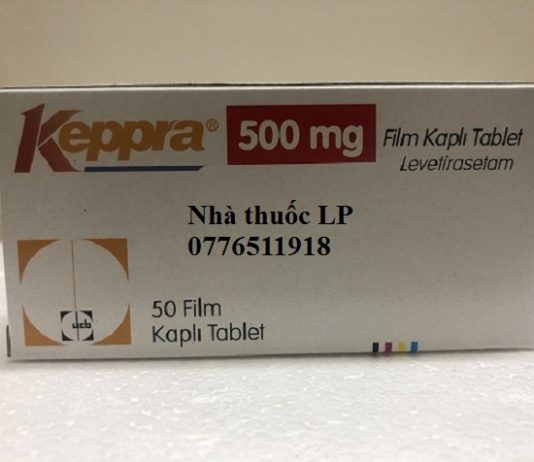 Keppra® 500 mg Film Kaplı Tablet
Levetirasetam
Nhà thuốc LP
0776511918
50 Film
Kaplı Tablet
ucb